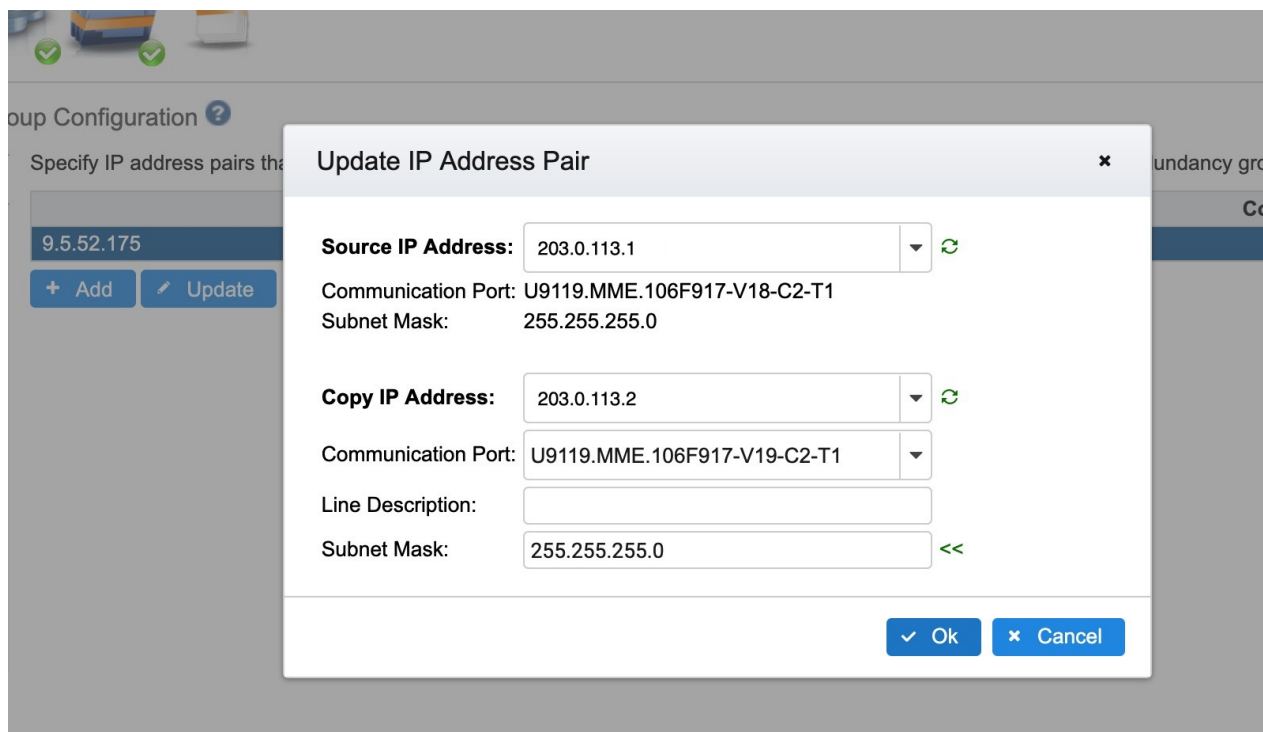 oup Configuration ?
Specify IP address pairs tha
undancy gro
Co
9.5.52.175
+ Add
Update
Update IP Address Pair
Source IP Address: 203.0.113.1
Communication Port: U9119.MME.106F917-V18-C2-T1
Subnet Mask: 255.255.255.0
Copy IP Address: 203.0.113.2
Communication Port: U9119.MME.106F917-V19-C2-T1
Line Description:
Subnet Mask: 255.255.255.0 <<
Ok
Cancel